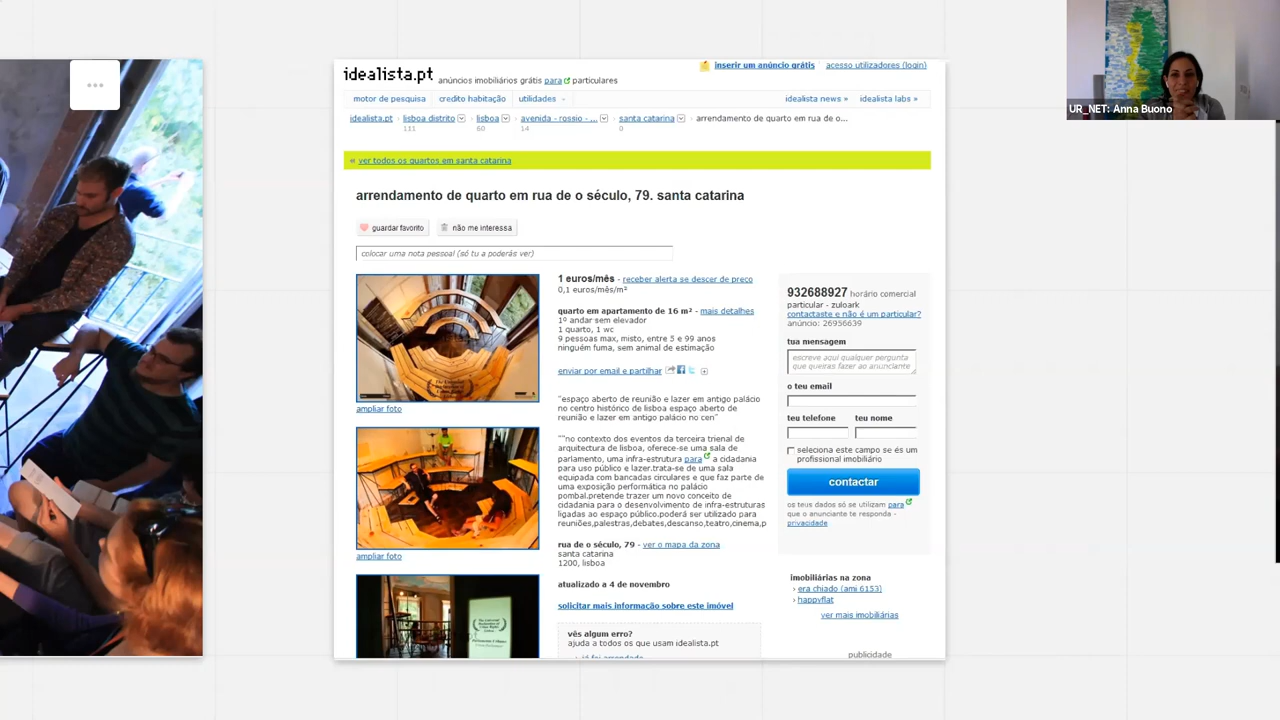 idealista.pt anúncios imobiliários grátis para particulares
inserir um anúncio grátis acesso utilizadores (login)
motor de pesquisa credito habitação utilidades idealista news » idealista labs »
idealista.pt › lisboa distrito › lisboa › avenida - rossio - ... › santa catarina › arrendamento de quarto em rua de o...
111 60 14 0
« ver todos os quartos em santa catarina
arrendamento de quarto em rua de o século, 79. santa catarina
guardar favorito não me interessa
colocar uma nota pessoal (só tu a poderás ver)
ampliar foto
ampliar foto
1 euros/mês - receber alerta se descer de preco
0,1 euros/mês/m²
quarto em apartamento de 16 m² - mais detalhes
1º andar sem elevador
1 quarto, 1 wc
9 pessoas max, misto, entre 5 e 99 anos
ninguém fuma, sem animal de estimação
enviar por email e partilhar
"espaço aberto de reunião e lazer em antigo palácio
no centro histórico de lisboa espaço aberto de
reunião e lazer em antigo palácio no cen"
""no contexto dos eventos da terceira trienal de
arquitectura de lisboa, oferece-se uma sala de
parlamento, uma infra-estrutura para a cidadania
para uso público e lazer.trata-se de uma sala
equipada com bancadas circulares e que faz parte de
uma exposição performática no palácio
pombal.pretende trazer um novo conceito de
cidadania para o desenvolvimento de infra-estruturas
ligadas ao espaço público.poderá ser utilizado para
reuniões,palestras,debates,descanso,teatro,cinema,p
rua de o século, 79 - ver o mapa da zona
santa catarina
1200, lisboa
atualizado a 4 de novembro
solicitar mais informação sobre este imóvel
vês algum erro?
ajuda a todos os que usam idealista.pt
já foi arrendado
932688927 horário comercial
particular - zuloark
contactaste e não é um particular?
anúncio: 26956639
tua mensagem
escreve aqui qualquer pergunta
que queiras fazer ao anunciante
o teu email
teu telefone teu nome
seleciona este campo se és um
profissional imobiliário
contactar
os teus dados só se utilizam para
que o anunciante te responda -
privacidade
imobiliárias na zona
› era chiado (ami 6153)
› happyflat
ver mais imobiliárias
publicidade
UR_NET: Anna Buono